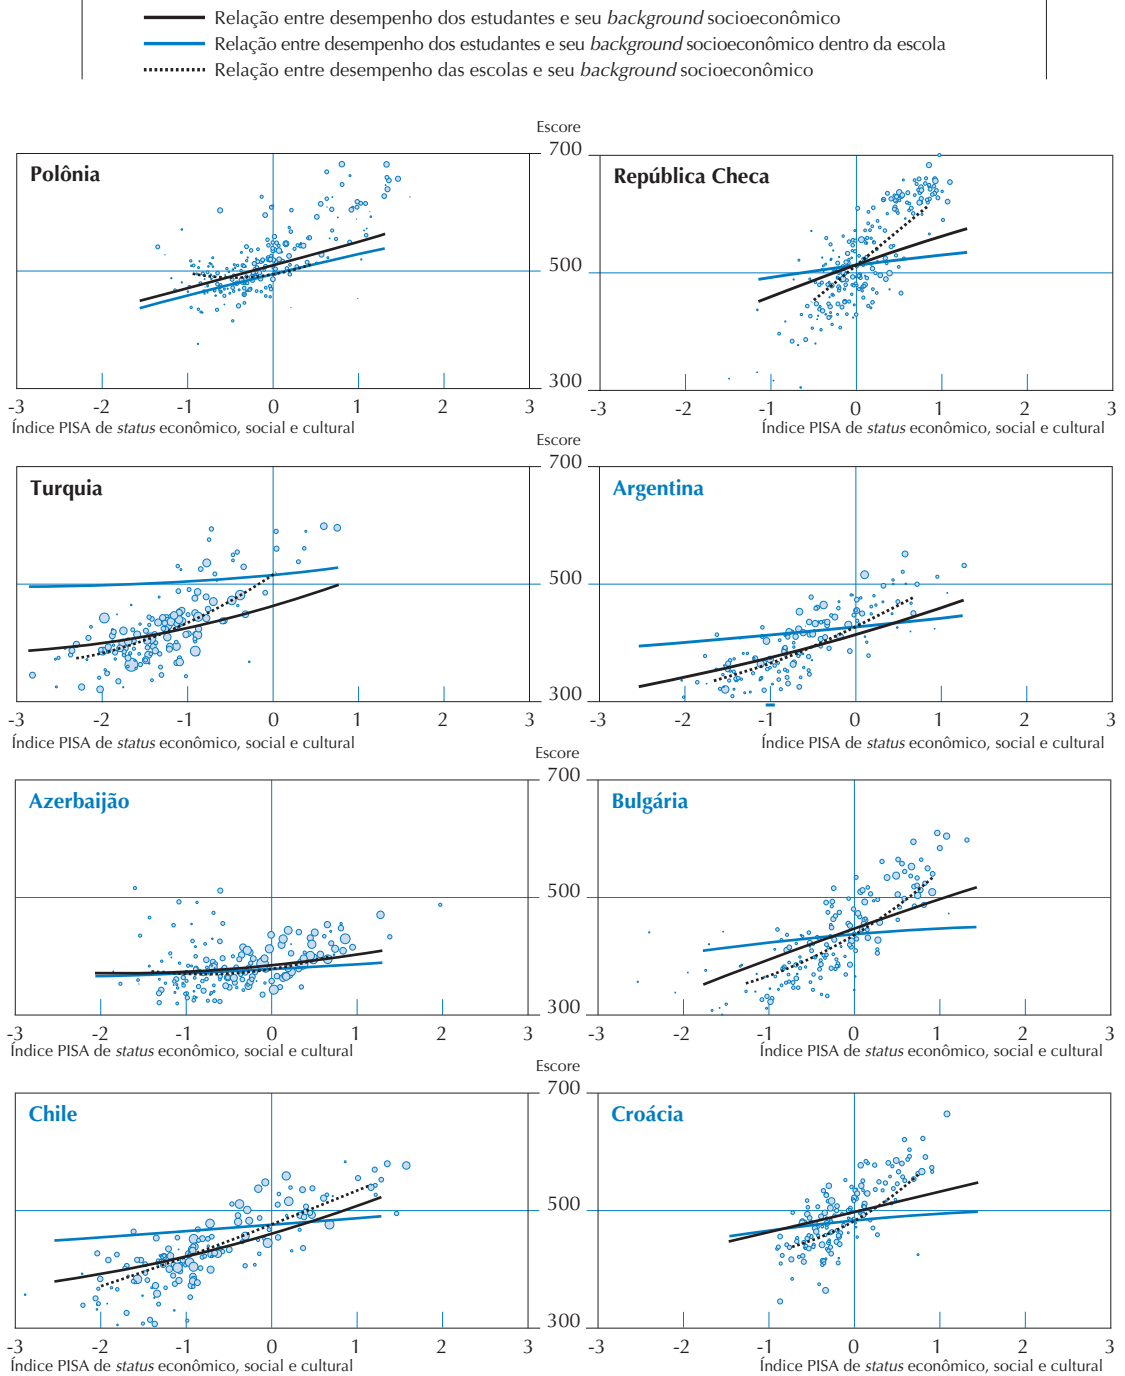 Relação entre desempenho dos estudantes e seu background socioeconômico
Relação entre desempenho dos estudantes e seu background socioeconômico dentro da escola
Relação entre desempenho das escolas e seu background socioeconômico
Escore
700
Polônia
República Checa
500
300
-3 -2 -1 0 1 2 3
-3 -2 -1 0 1 2 3
Índice PISA de status econômico, social e cultural
Índice PISA de status econômico, social e cultural
Escore
700
Turquia
Argentina
500
300
-3 -2 -1 0 1 2 3
-3 -2 -1 0 1 2 3
Índice PISA de status econômico, social e cultural
Índice PISA de status econômico, social e cultural
Escore
700
Azerbaijão
Bulgária
500
300
-3 -2 -1 0 1 2 3
-3 -2 -1 0 1 2 3
Índice PISA de status econômico, social e cultural
Índice PISA de status econômico, social e cultural
Escore
700
Chile
Croácia
500
300
-3 -2 -1 0 1 2 3
-3 -2 -1 0 1 2 3
Índice PISA de status econômico, social e cultural
Índice PISA de status econômico, social e cultural